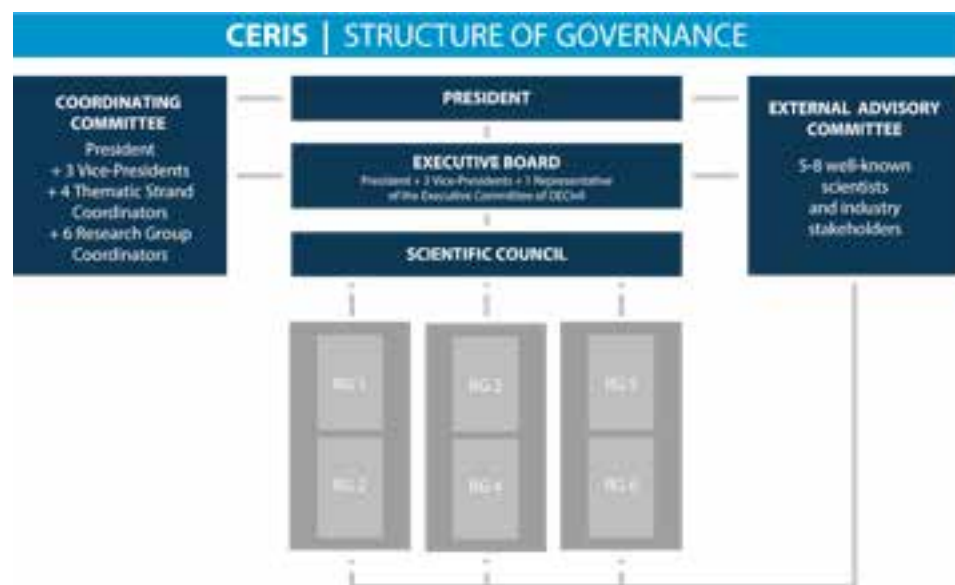 CERIS | STRUCTURE OF GOVERNANCE
COORDINATING
COMMITTEE
President
+ 3 Vice-Presidents
+ 4 Thematic Strand
Coordinators
+ 6 Research Group
Coordinators
PRESIDENT
EXECUTIVE BOARD
President + 3 Vice-Presidents + 1 Representative
of the Executive Committee of DECivil
SCIENTIFIC COUNCIL
EXTERNAL ADVISORY
COMMITTEE
5-8 well-known
scientists
and industry
stakeholders
RG 1
RG 3
RG 5
RG 2
RG 4
RG 6